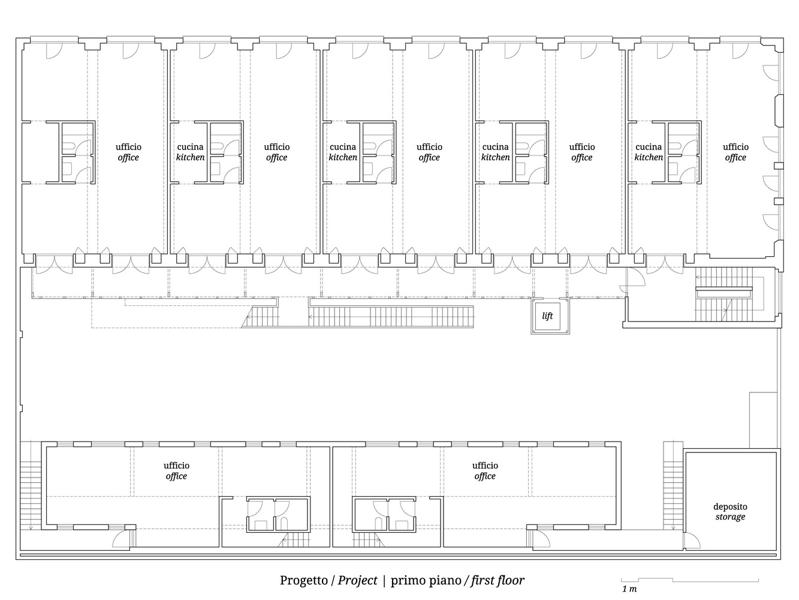 ufficio
office
cucina
kitchen
ufficio
office
cucina
kitchen
ufficio
office
cucina
kitchen
ufficio
office
cucina
kitchen
ufficio
office
lift
ufficio
office
ufficio
office
deposito
storage
Progetto / Project | primo piano / first floor
1 m